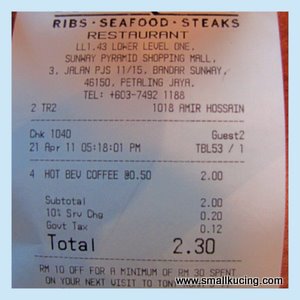 RIBS · SEAFOOD · STEAKS
RESTAURANT
LL1.43 LOWER LEVEL ONE,
SUNWAY PYRAMID SHOPPING MALL,
3, JALAN PJS 11/15, BANDAR SUNWAY,
46150, PETALING JAYA.
TEL: +603-7492 1188
2 TR2 1018 AMIR HOSSAIN
Chk 1040 Guest2
21 Apr 11 05:18:01 PM TBL53 / 1
4 HOT BEV COFFEE @0.50 2.00
Subtotal 2.00
10% Srv Chg 0.20
Govt Tax 0.12
Total 2.30
RM 10 OFF FOR A MINIMUM OF RM 30 SPENT
ON YOUR NEXT VISIT TO
www.smallkucing.com